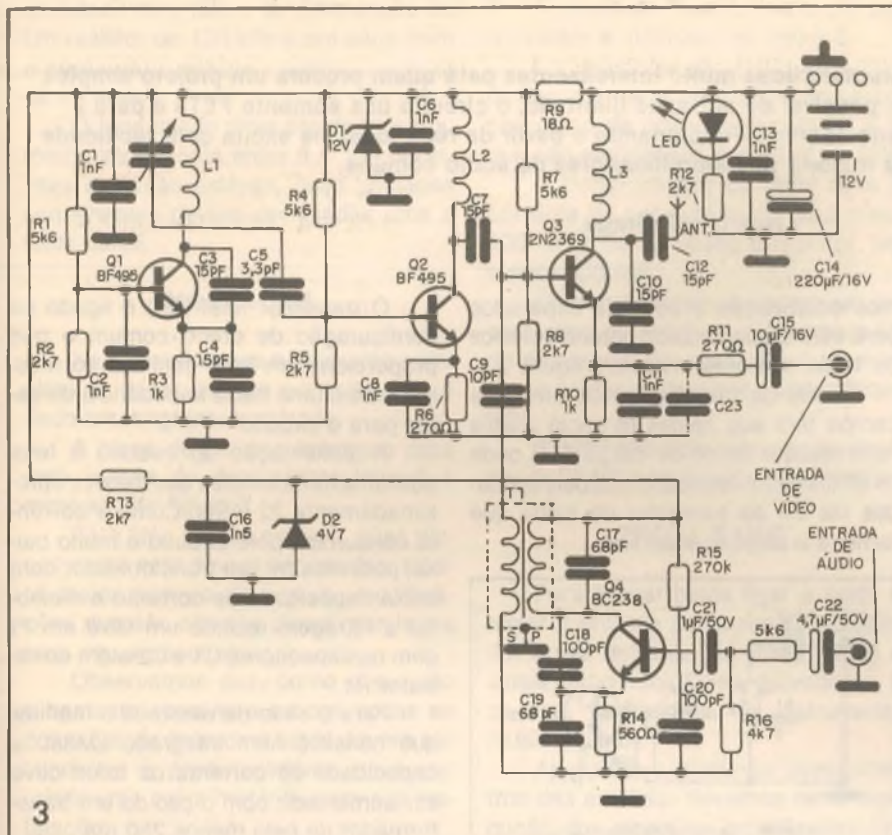 C1
1nF
L1
R1
5k6
Q1
BF495
C3
15pF
C5
3,3pF
R2
2k7
C2
1nF
R3
1k
C4
15pF
D1
12V
C6
1nF
L2
R4
5k6
C7
15pF
Q2
BF495
R5
2k7
C8
1nF
R6
270Ω
C9
10pF
R9
18Ω
R7
5k6
L3
Q3
2N2369
R8
2k7
R10
1k
C10
15pF
C11
1nF
C23
LED
C13
1nF
R12
2k7
ANT.
C12
15pF
12V
C14
220µF/16V
R11
270Ω
C15
100µF/16V
ENTRADA
DE
VÍDEO
R13
2k7
C16
1n5
D2
4V7
T1
S P
C17
68pF
R15
270k
Q4
BC238
C18
100pF
C19
68pF
R14
560Ω
C20
100pF
C21
1µF/50V
5k6
C22
4,7µF/50V
R16
4k7
ENTRADA
DE
AUDIO
3